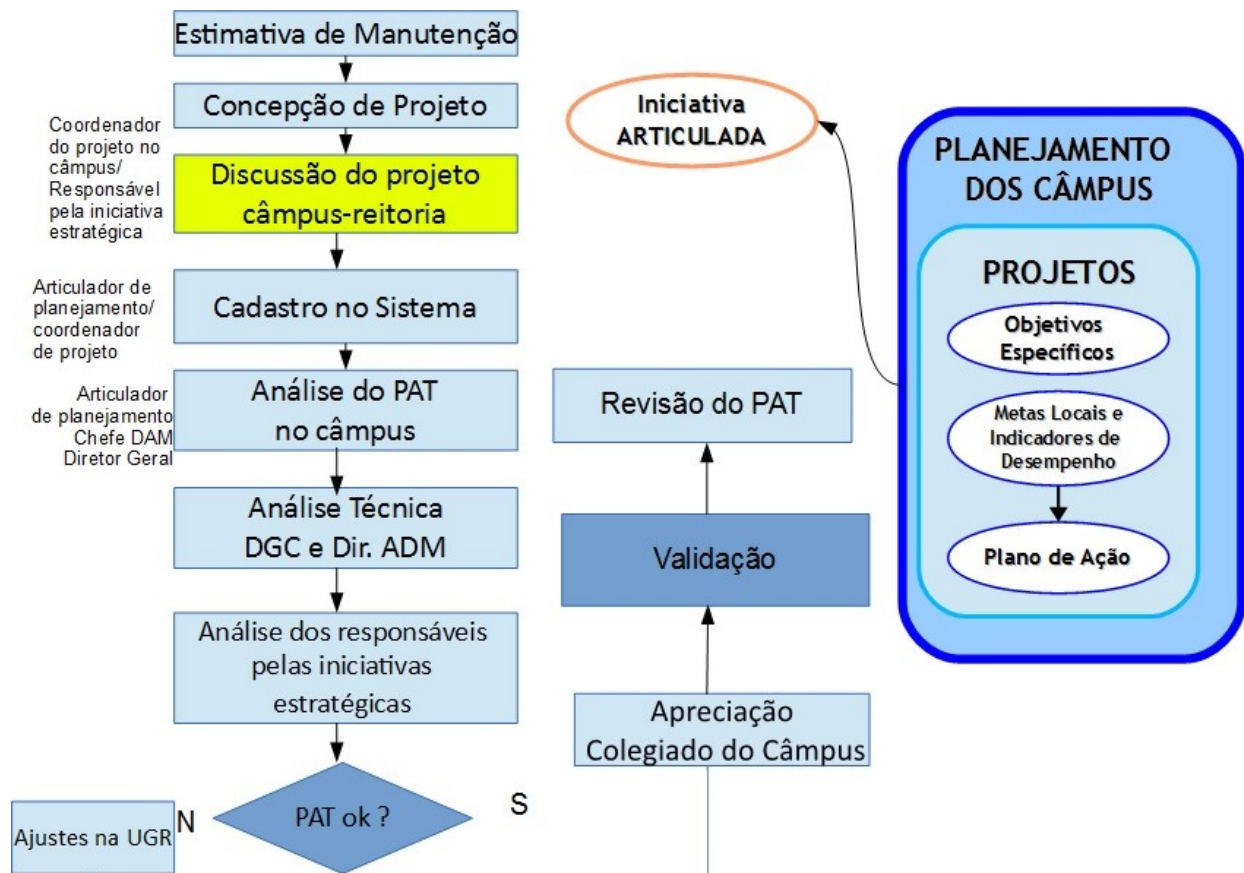 Estimativa de Manutenção
Concepção de Projeto
Coordenador
do projeto no
câmpus/
Responsável
pela iniciativa
estratégica
Discussão do projeto
câmpus-reitoria
Articulador de
planejamento/
coordenador
de projeto
Cadastro no Sistema
Articulador
de planejamento
Chefe DAM
Diretor Geral
Análise do PAT
no câmpus
Análise Técnica
DGC e Dir. ADM
Análise dos responsáveis
pelas iniciativas
estratégicas
PAT ok ?
N
S
Ajustes na UGR
Apreciação
Colegiado do Câmpus
Validação
Revisão do PAT
Iniciativa
ARTICULADA
PLANEJAMENTO
DOS CÂMPUS
PROJETOS
Objetivos
Específicos
Metas Locais e
Indicadores de
Desempenho
Plano de Ação